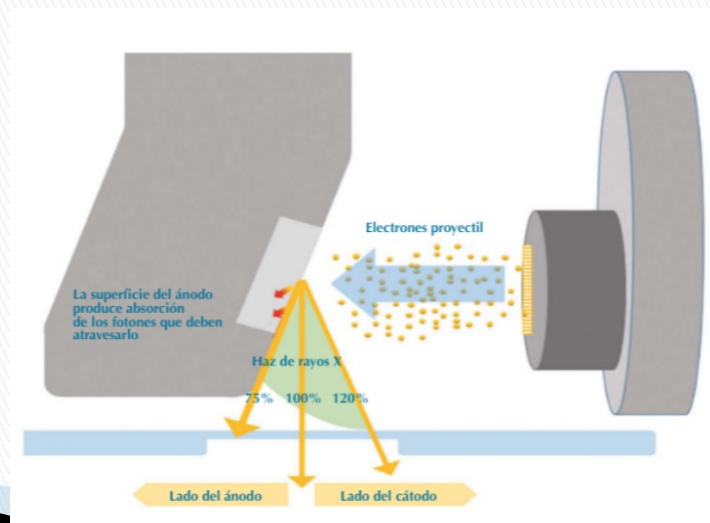 Electrones proyectil
La superficie del ánodo
produce absorción
de los fotones que deben
atravesarlo
Haz de rayos X
75% 100% 120%
Lado del ánodo
Lado del cátodo